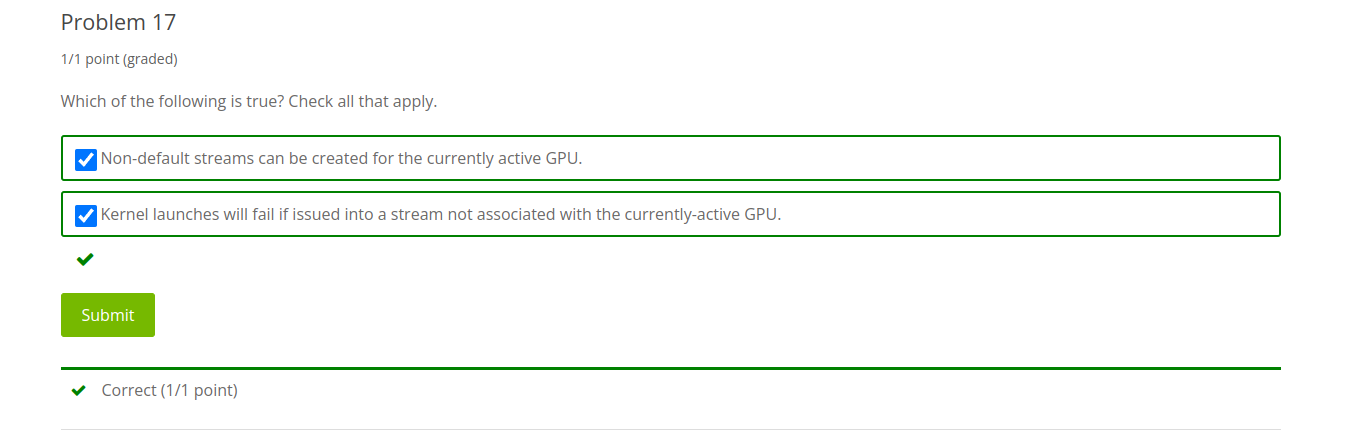 Problem 17
1/1 point (graded)
Which of the following is true? Check all that apply.
Non-default streams can be created for the currently active GPU.
Kernel launches will fail if issued into a stream not associated with the currently-active GPU.
Submit
Correct (1/1 point)